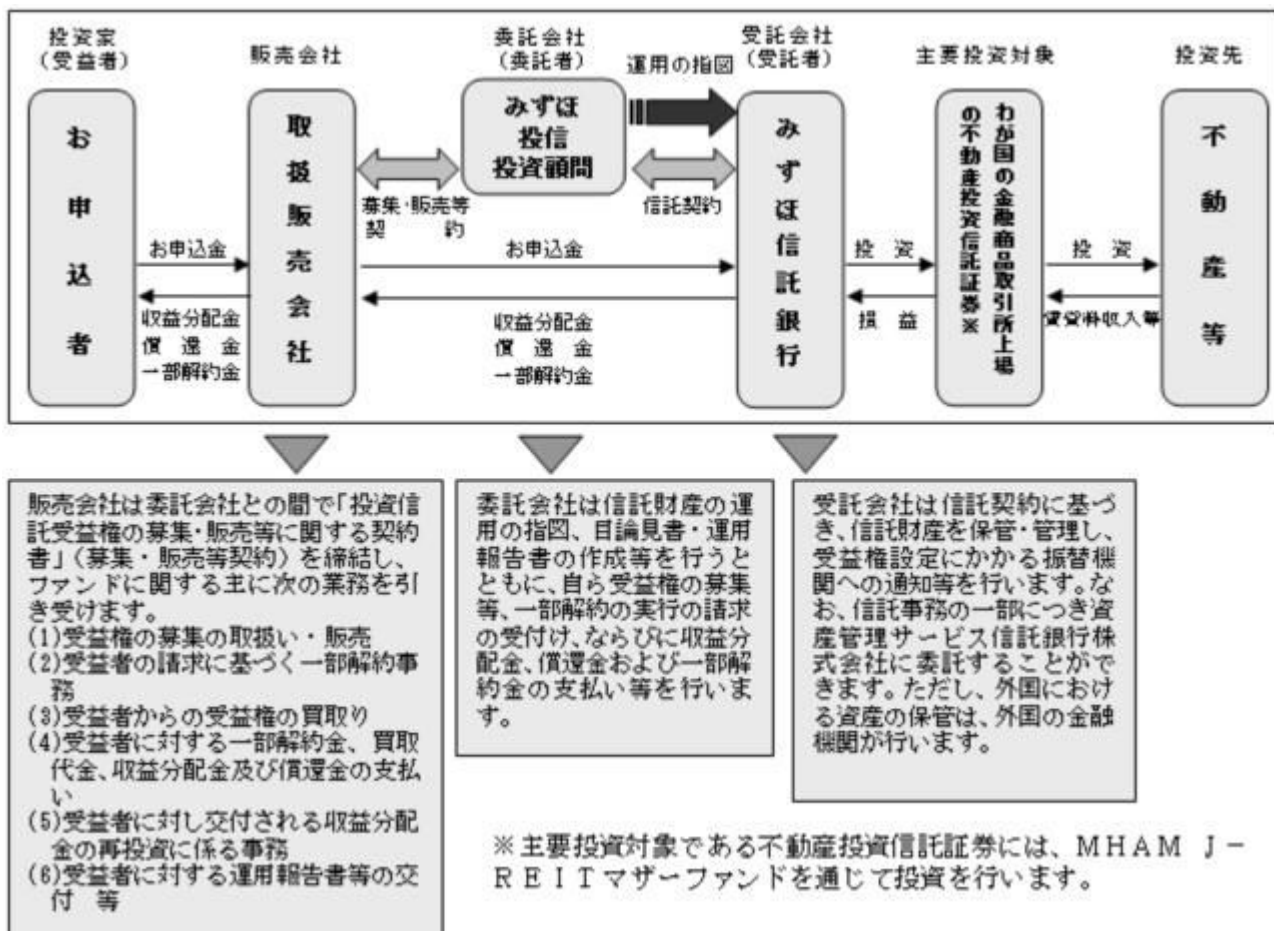 投資家
(受益者)
販売会社
委託会社
(委託者)
運用の指図
受託会社
(受託者)
主要投資対象
投資先
お申込者
取扱販売会社
みずほ
投信
投資顧問
みずほ信託銀行
わが国の金融商品取引所上場
の不動産投資信託証券※
不動産等
募集・販売等
契約
信託契約
お申込金
収益分配金
償還金
一部解約金
お申込金
収益分配金
償還金
一部解約金
投資
損益
投資
賃貸料収入等
販売会社は委託会社との間で「投資信
託受益権の募集・販売等に関する契約
書」(募集・販売等契約)を締結し、
ファンドに関する主に次の業務を引
き受けます。
(1)受益権の募集の取扱い・販売
(2)受益者の請求に基づく一部解約事
務
(3)受益者からの受益権の買取り
(4)受益者に対する一部解約金、買取
代金、収益分配金及び償還金の支払
い
(5)受益者に対し交付される収益分配
金の再投資に係る事務
(6)受益者に対する運用報告書等の交
付 等
委託会社は信託財産の運
用の指図、目論見書・運用
報告書の作成等を行うと
ともに、自ら受益権の募集
等、一部解約の実行の請求
の受付け、ならびに収益分
配金、償還金および一部解
約金の支払い等を行いま
す。
受託会社は信託契約に基づ
き、信託財産を保管・管理し、
受益権設定にかかる振替機
関への通知等を行います。な
お、信託事務の一部につき資
産管理サービス信託銀行株
式会社に委託することがで
きます。ただし、外国におけ
る資産の保管は、外国の金融
機関が行います。
※主要投資対象である不動産投資信託証券には、MHAM J-
REITマザーファンドを通じて投資を行います。